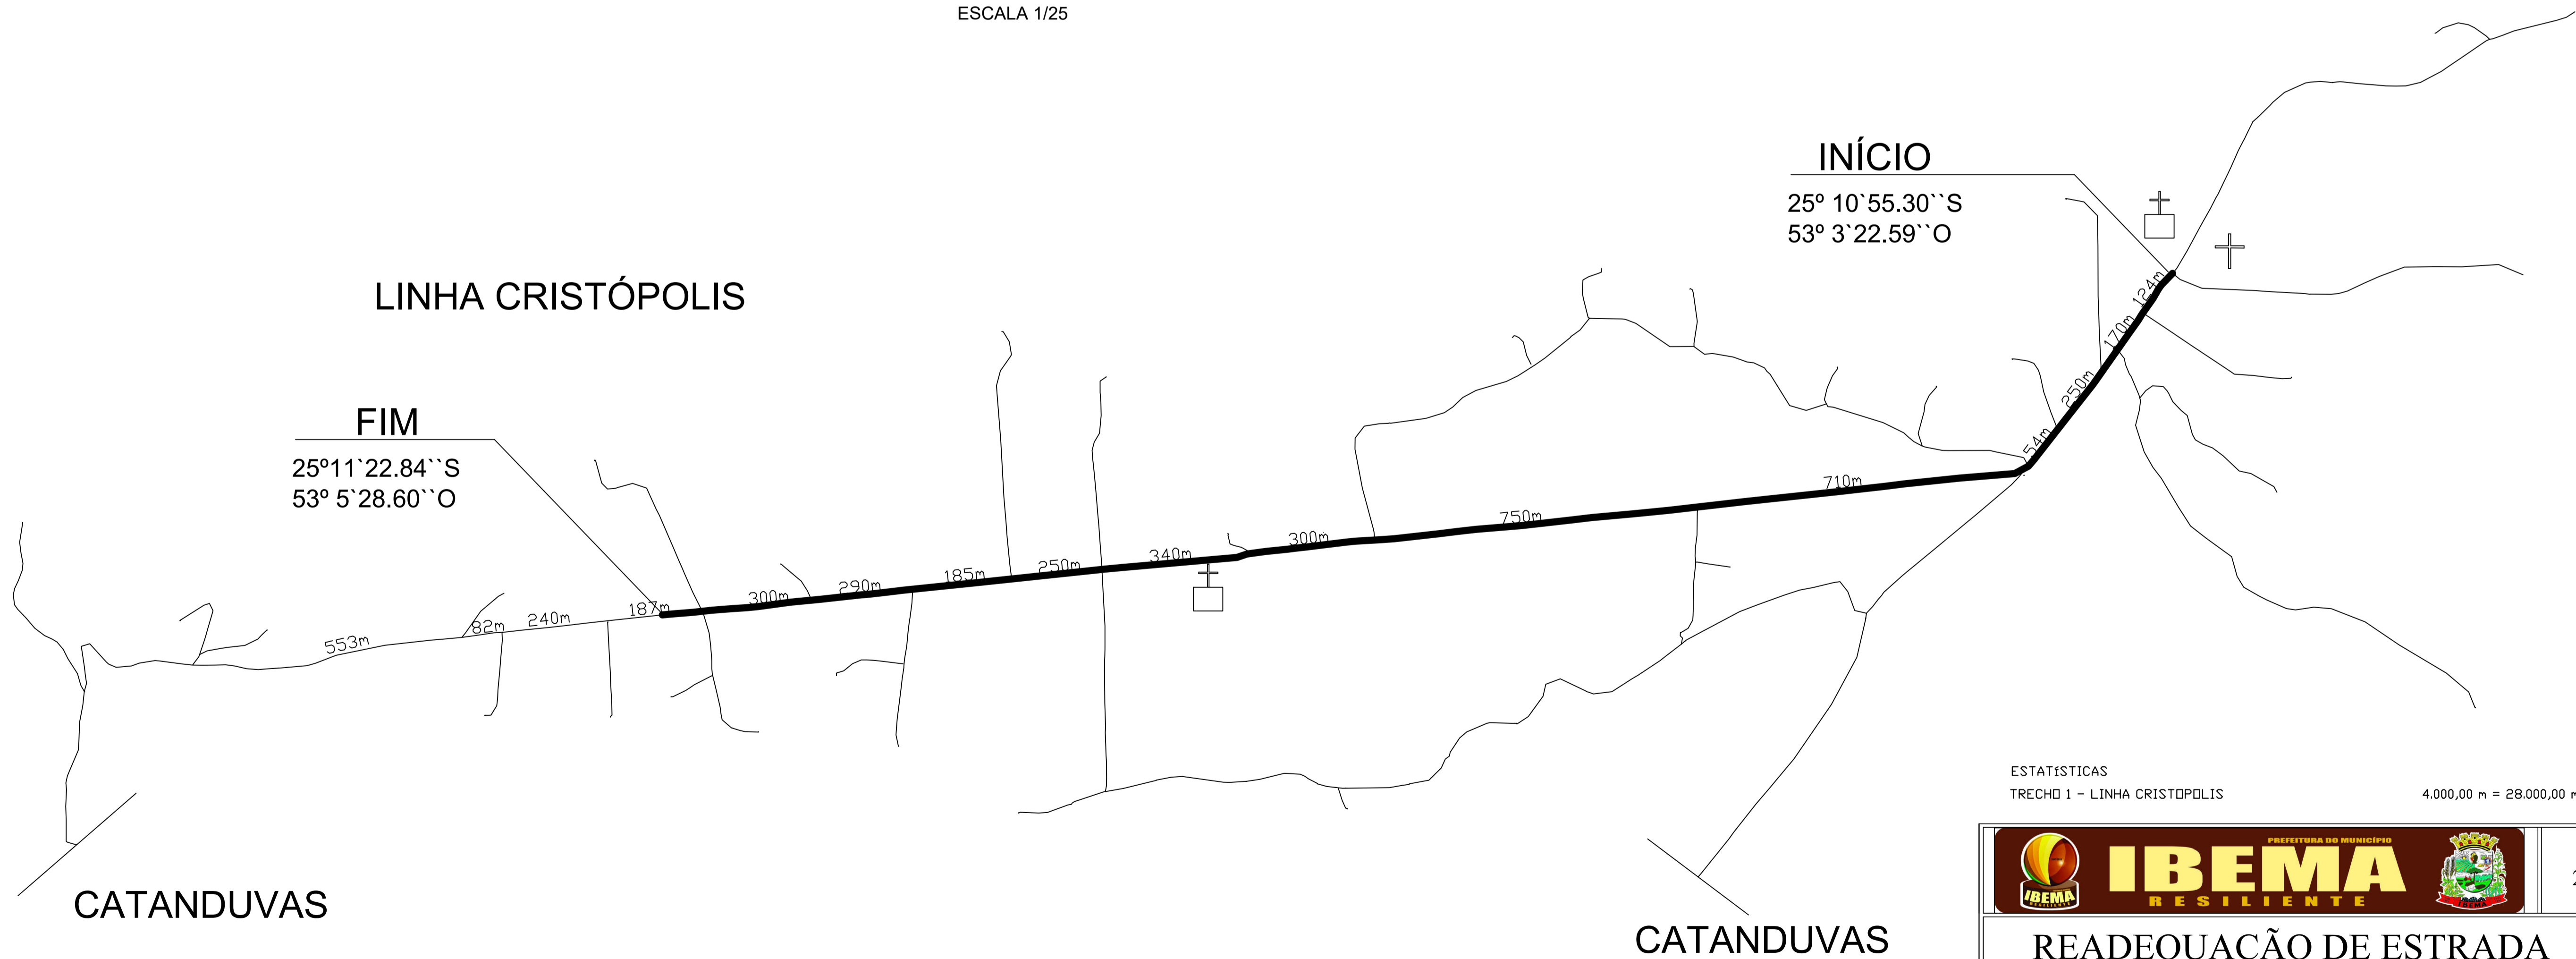 ESCALA 1/25
INÍCIO
25º 10`55.30``S
53º 3`22.59``O
LINHA CRISTÓPOLIS
FIM
25º11`22.84``S
53º 5`28.60``O
124m
170m
250m
54m
710m
750m
300m
340m
250m
185m
290m
300m
187m
240m
82m
553m
ESTATíSTICAS
TRECHO 1 - LINHA CRISTOPOLIS 4.000,00 m = 28.000,00 m
PREFEITURA DO MUNICÍPIO
IBEMA
RESILIENTE
IBEMA
RESILIENTE
IBEMA
CATANDUVAS
CATANDUVAS
READEQUAÇÃO DE ESTRADA